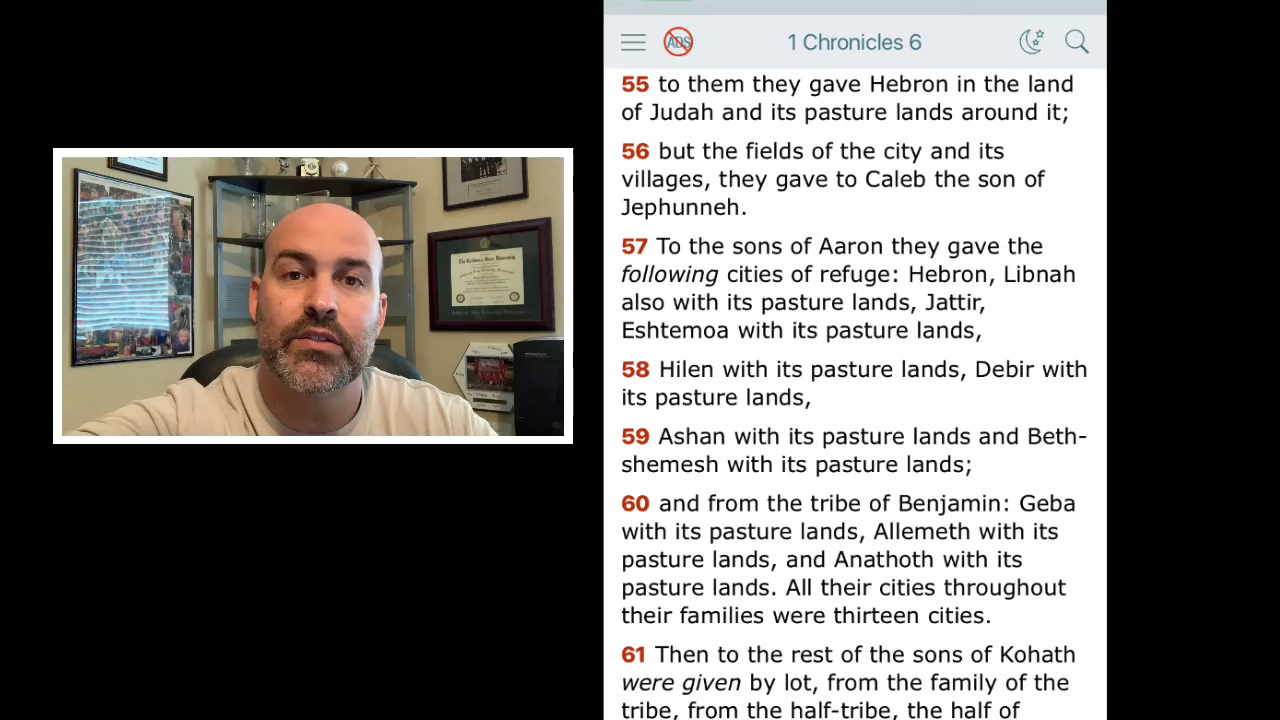 ADS
1 Chronicles 6
55 to them they gave Hebron in the land
of Judah and its pasture lands around it;
56 but the fields of the city and its
villages, they gave to Caleb the son of
Jephunneh.
57 To the sons of Aaron they gave the
following cities of refuge: Hebron, Libnah
also with its pasture lands, Jattir,
Eshtemoa with its pasture lands,
58 Hilen with its pasture lands, Debir with
its pasture lands,
59 Ashan with its pasture lands and Beth-
shemesh with its pasture lands;
60 and from the tribe of Benjamin: Geba
with its pasture lands, Allemeth with its
pasture lands, and Anathoth with its
pasture lands. All their cities throughout
their families were thirteen cities.
61 Then to the rest of the sons of Kohath
were given by lot, from the family of the
tribe, from the half-tribe, the half of